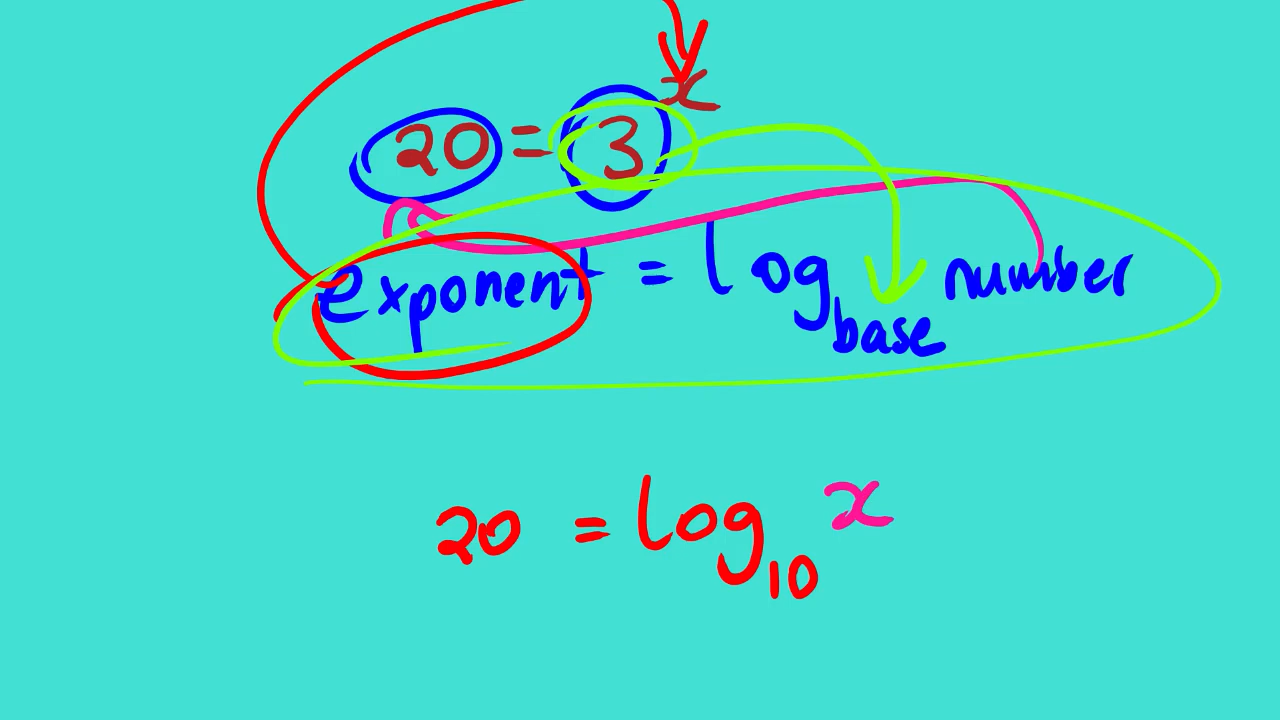 20 = 3^x
exponent = log_base number
20 = log_10 x